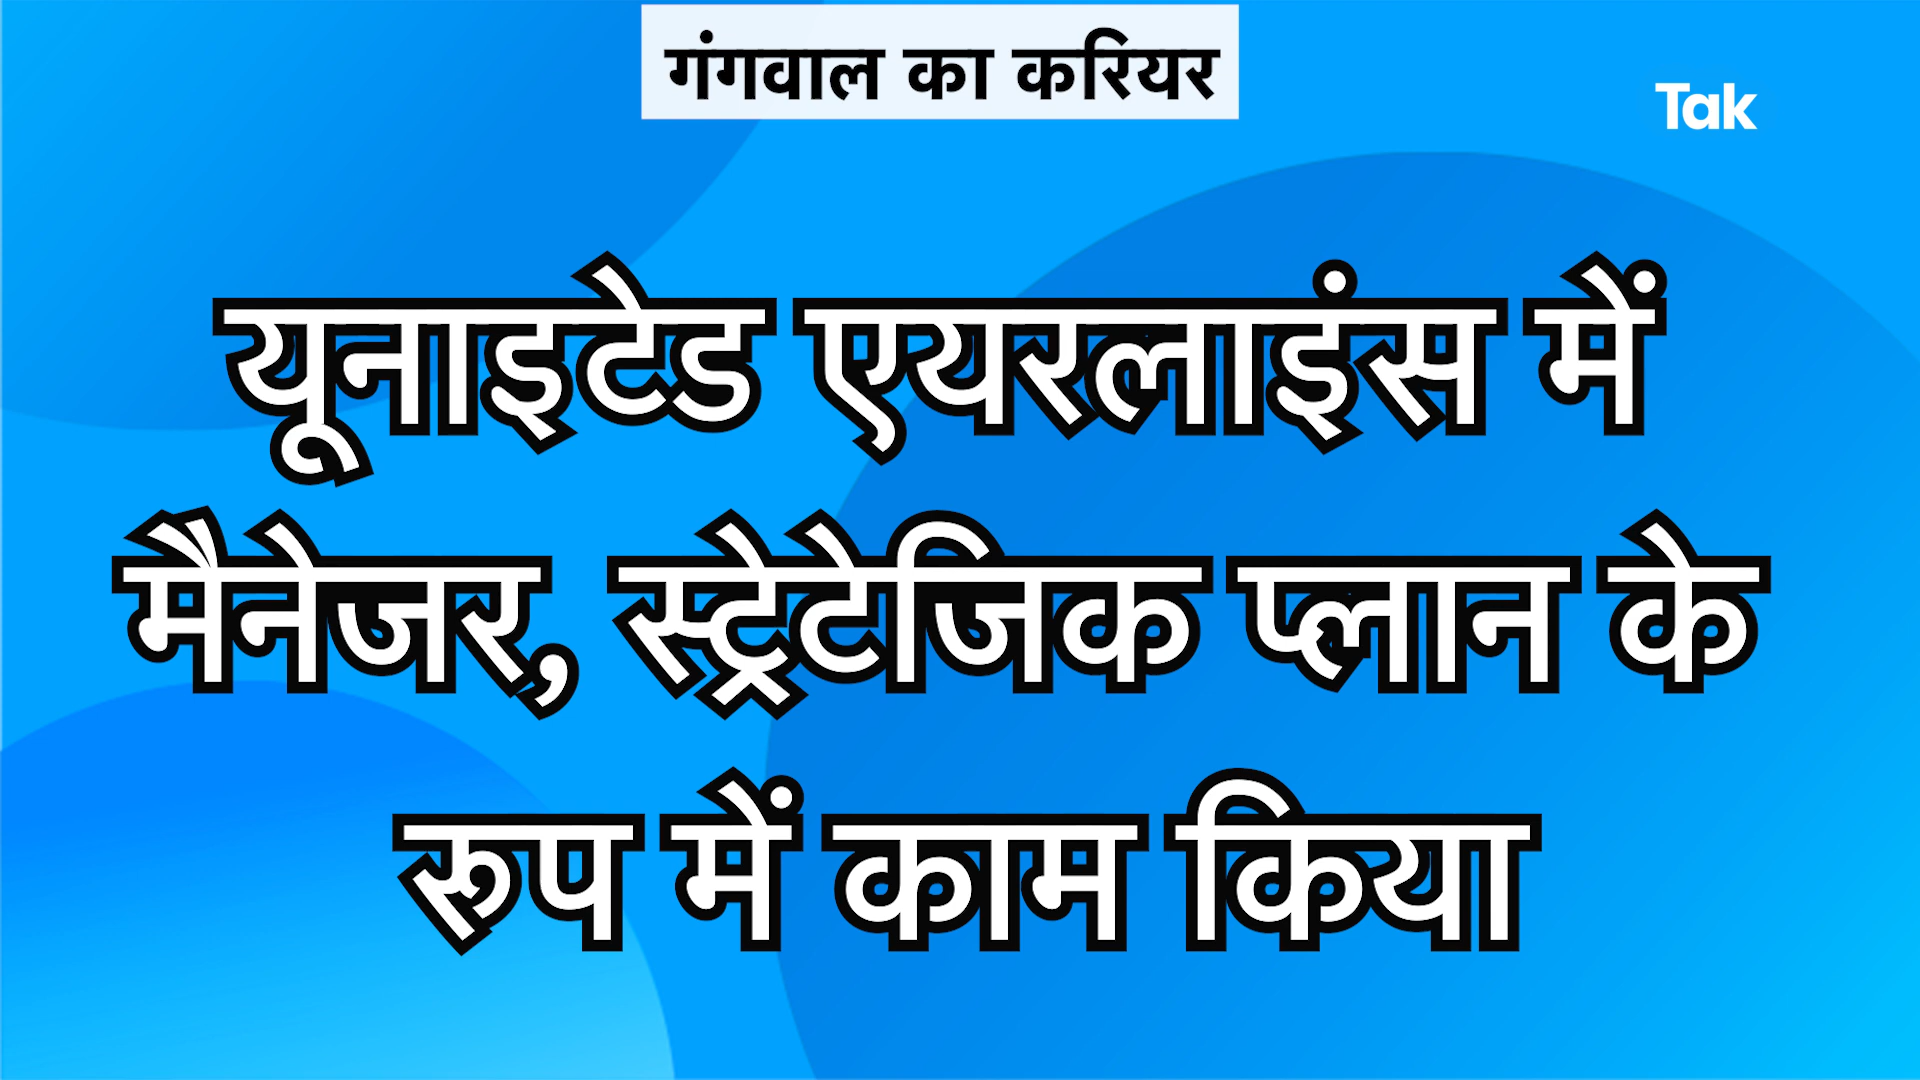 गंगवाल का करियर
Tak
यूनाइटेड एयरलाइंस में
मैनेजर, स्ट्रेटेजिक प्लान के
रूप में काम किया